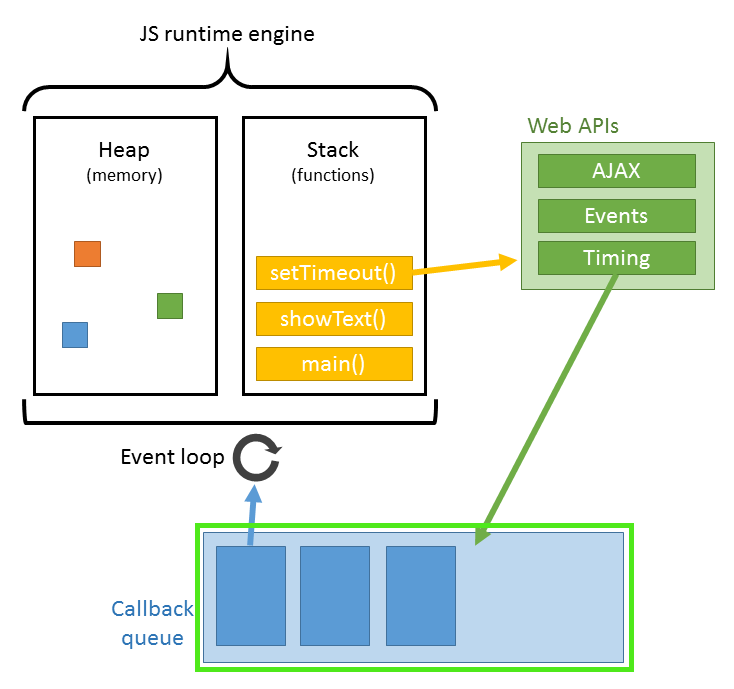 JS runtime engine
Heap
(memory)
Stack
(functions)
setTimeout()
showText()
main()
Web APIs
AJAX
Events
Timing
Event loop
Callback
queue